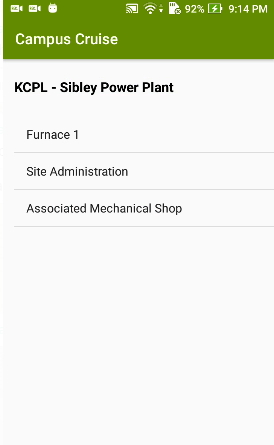 92% 9:14 PM
Campus Cruise
KCPL - Sibley Power Plant
Furnace 1
Site Administration
Associated Mechanical Shop